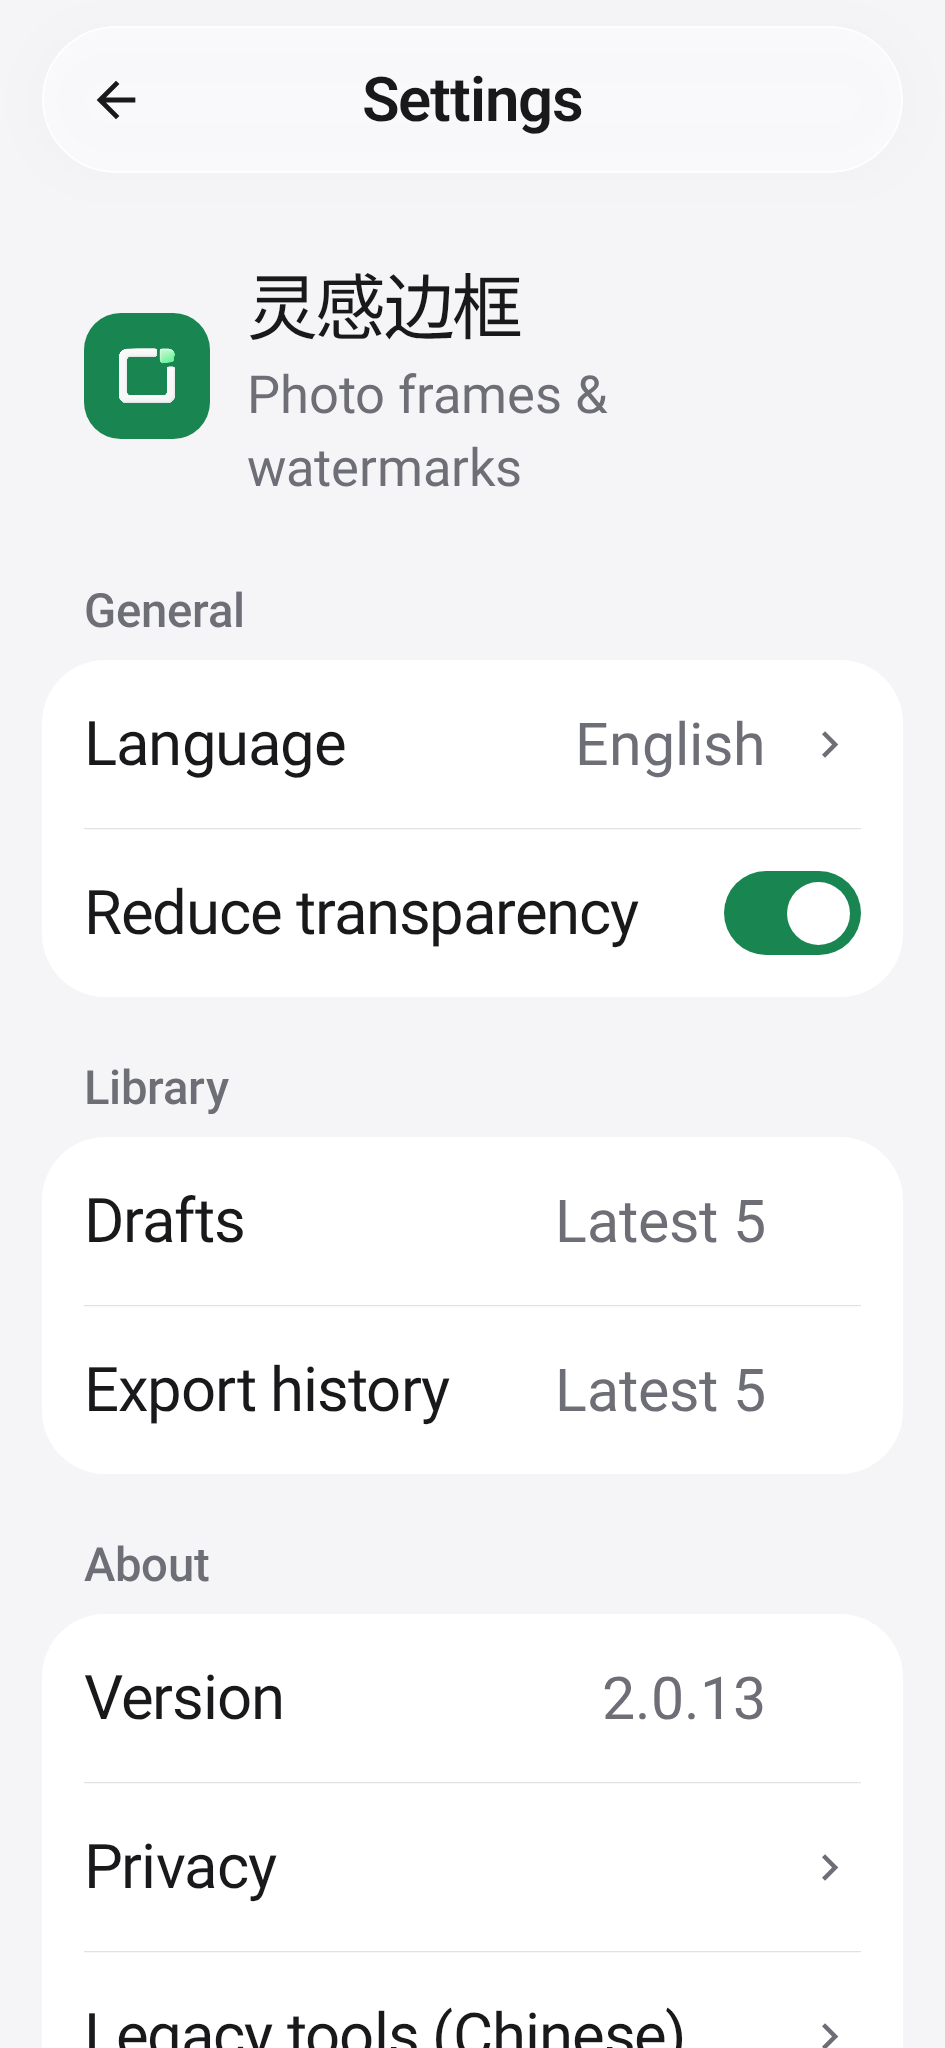 Settings
灵感边框
Photo frames &
watermarks
General
Language English
Reduce transparency
Library
Drafts Latest 5
Export history Latest 5
About
Version 2.0.13
Privacy
Legacy tools (Chinese)